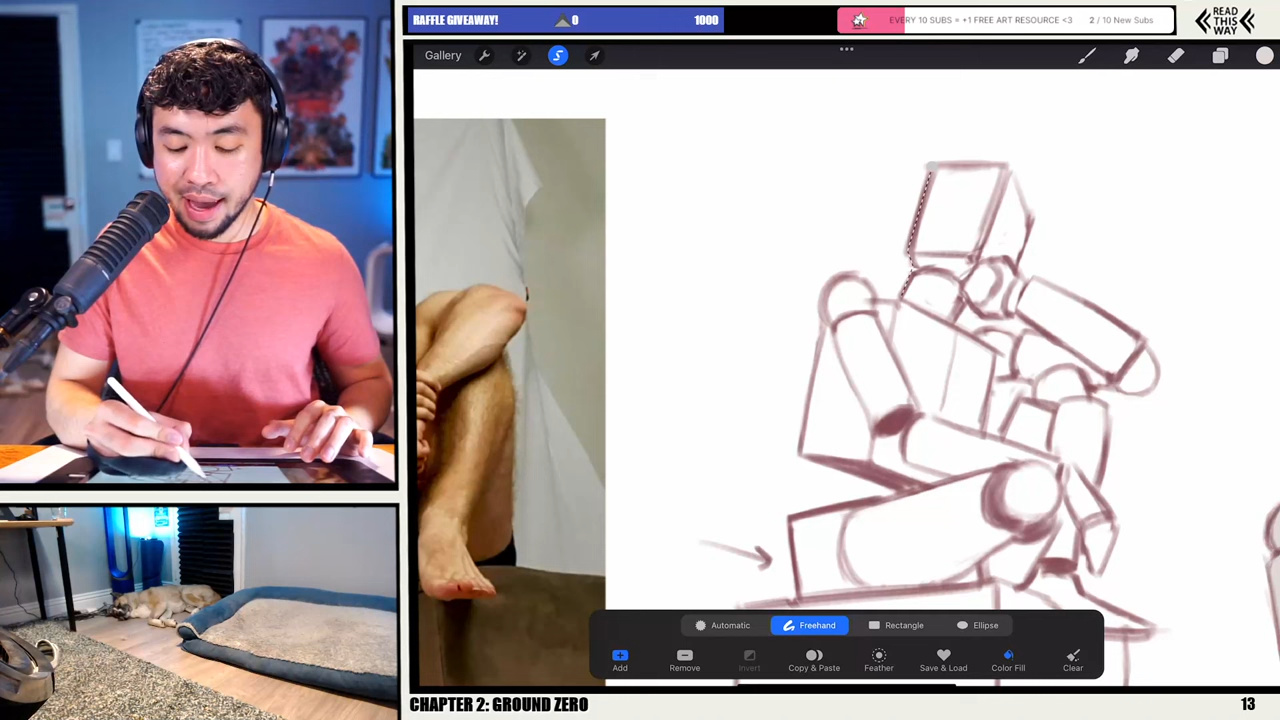 RAFFLE GIVEAWAY! 0 1000
EVERY 10 SUBS = +1 FREE ART RESOURCE <3 2 / 10 New Subs
READ
THIS
WAY
Gallery
Automatic
Freehand
Rectangle
Ellipse
Add
Remove
Invert
Copy & Paste
Feather
Save & Load
Color Fill
Clear
CHAPTER 2: GROUND ZERO
13